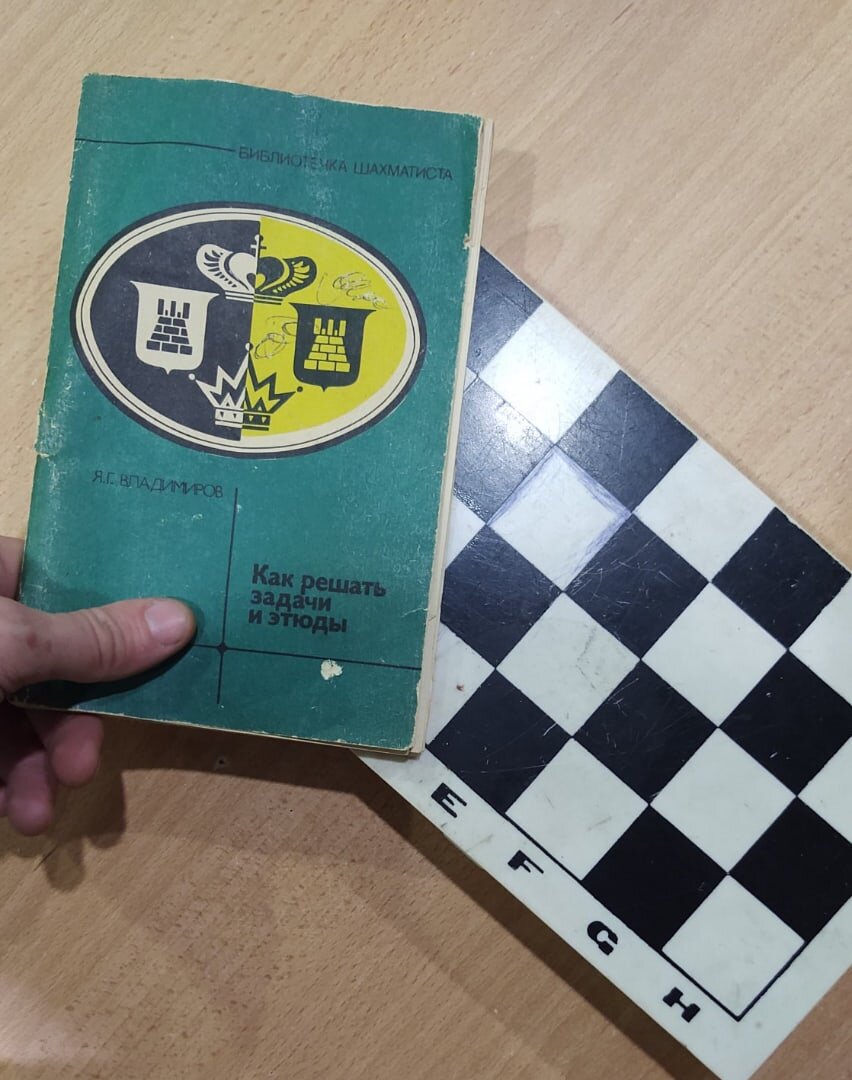 БИБЛИОТЕЧКА ШАХМАТИСТА
Я.Г. ВЛАДИМИРОВ
Как решать
задачи
и этюды
E
F
G
H